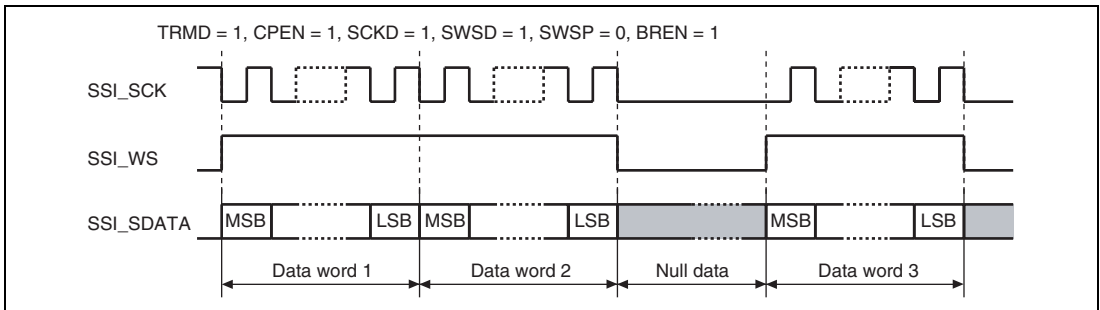 TRMD = 1, CPEN = 1, SCKD = 1, SWSD = 1, SWSP = 0, BREN = 1
SSI_SCK
SSI_WS
SSI_SDATA MSB LSB MSB LSB MSB LSB
Data word 1 Data word 2 Null data Data word 3